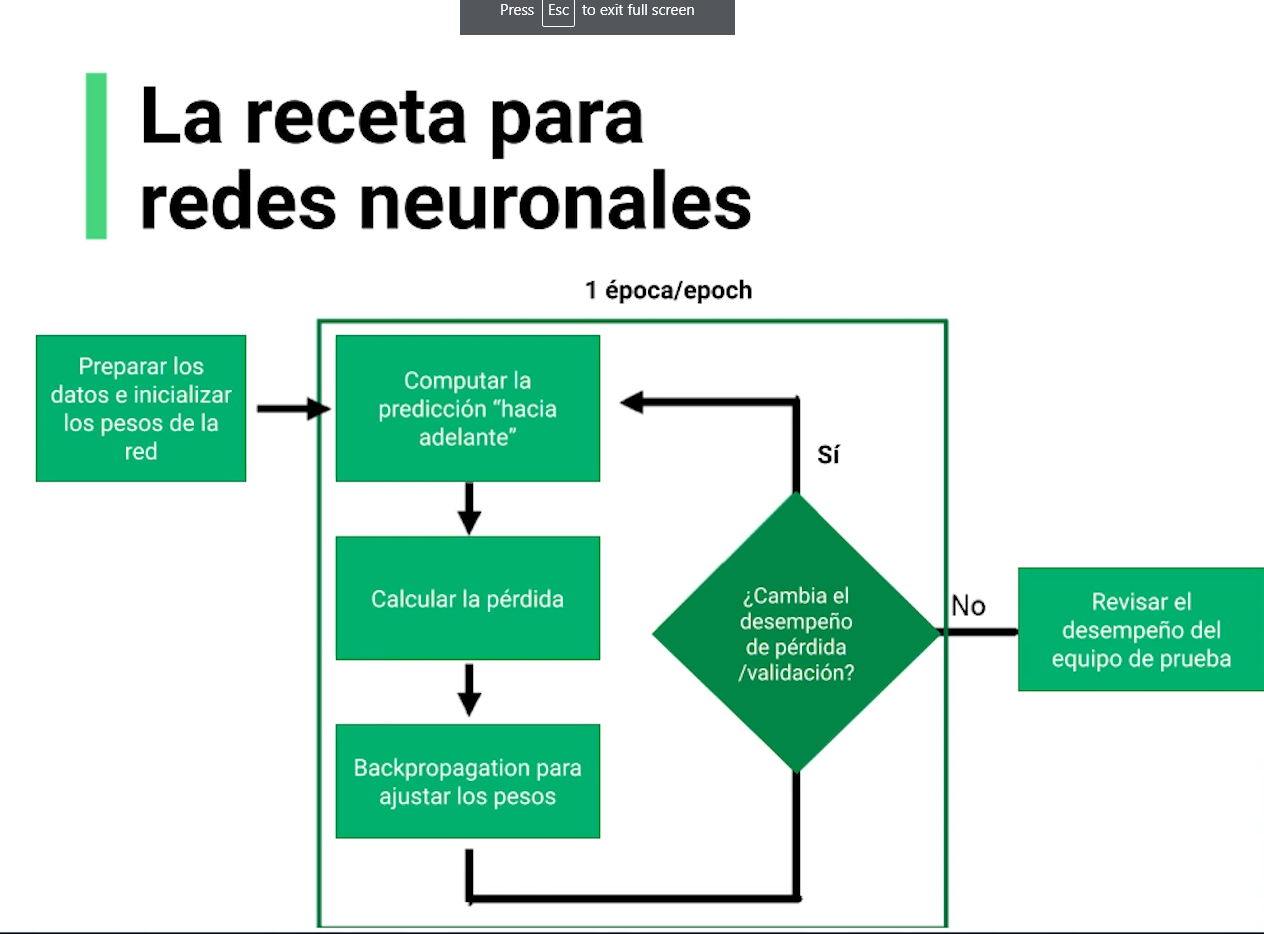 Press Esc to exit full screen
La receta para
redes neuronales
1 época/epoch
Preparar los
datos e inicializar
los pesos de la
red
Computar la
predicción “hacia
adelante”
Sí
Calcular la pérdida
¿Cambia el
desempeño
de pérdida
/validación?
No
Revisar el
desempeño del
equipo de prueba
Backpropagation para
ajustar los pesos